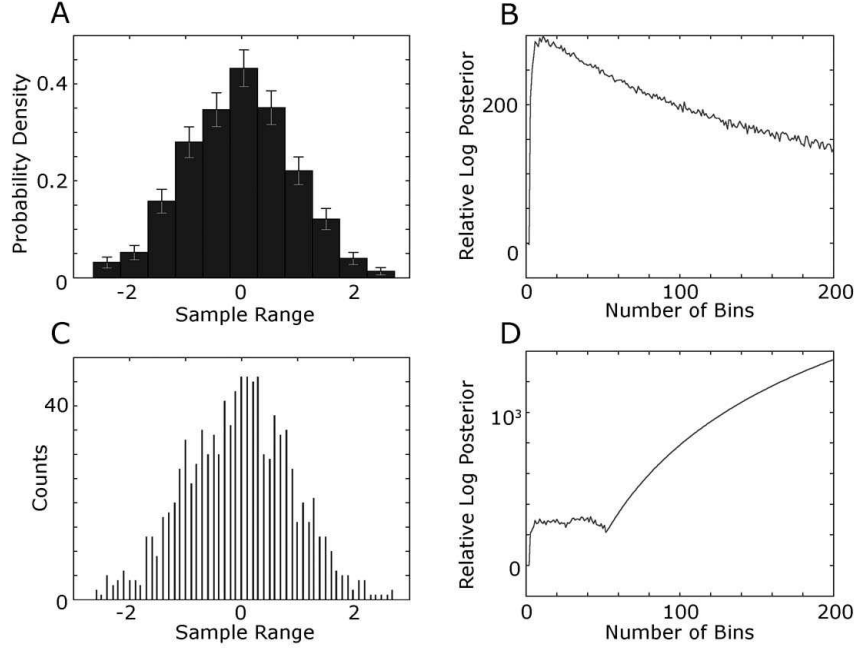 A
Probability Density
0.4
0.2
0
-2
0
2
Sample Range
B
Relative Log Posterior
200
0
100
200
Number of Bins
C
Counts
40
0
-2
0
2
Sample Range
D
Relative Log Posterior
10³
0
0
100
200
Number of Bins